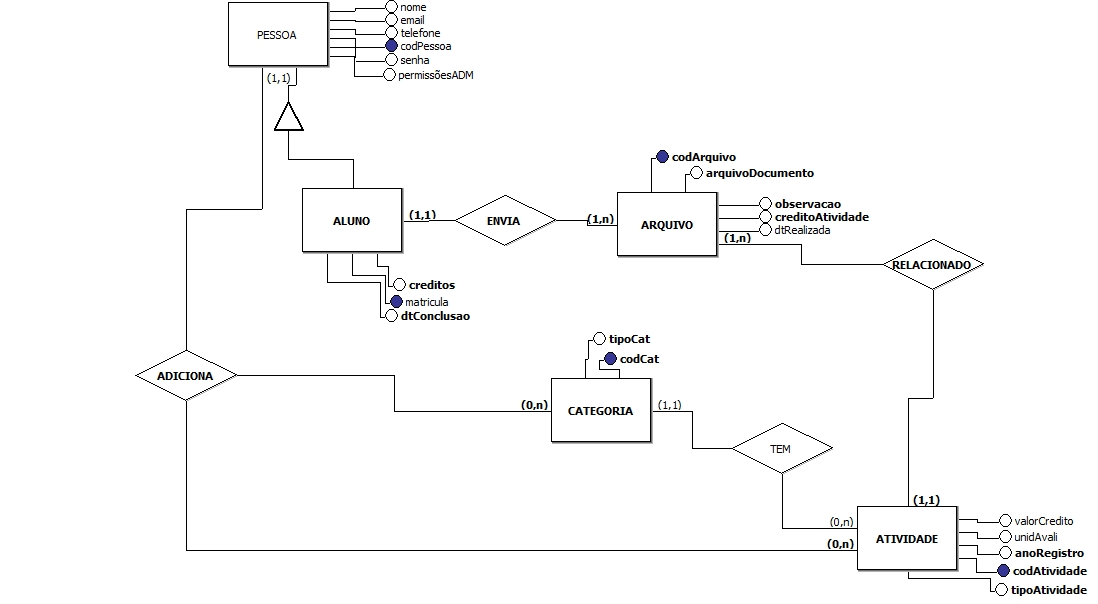 PESSOA
nome
email
telefone
codPessoa
senha
permissõesADM
(1,1)
ALUNO
(1,1)
ENVIA
(1,n)
ARQUIVO
codArquivo
arquivoDocumento
observacao
creditoAtividade
dtRealizada
(1,n)
RELACIONADO
creditos
matricula
dtConclusao
ADICIONA
tipoCat
codCat
(0,n)
CATEGORIA
(1,1)
TEM
(0,n)
(0,n)
(1,1)
ATIVIDADE
valorCredito
unidAvali
anoRegistro
codAtividade
tipoAtividade